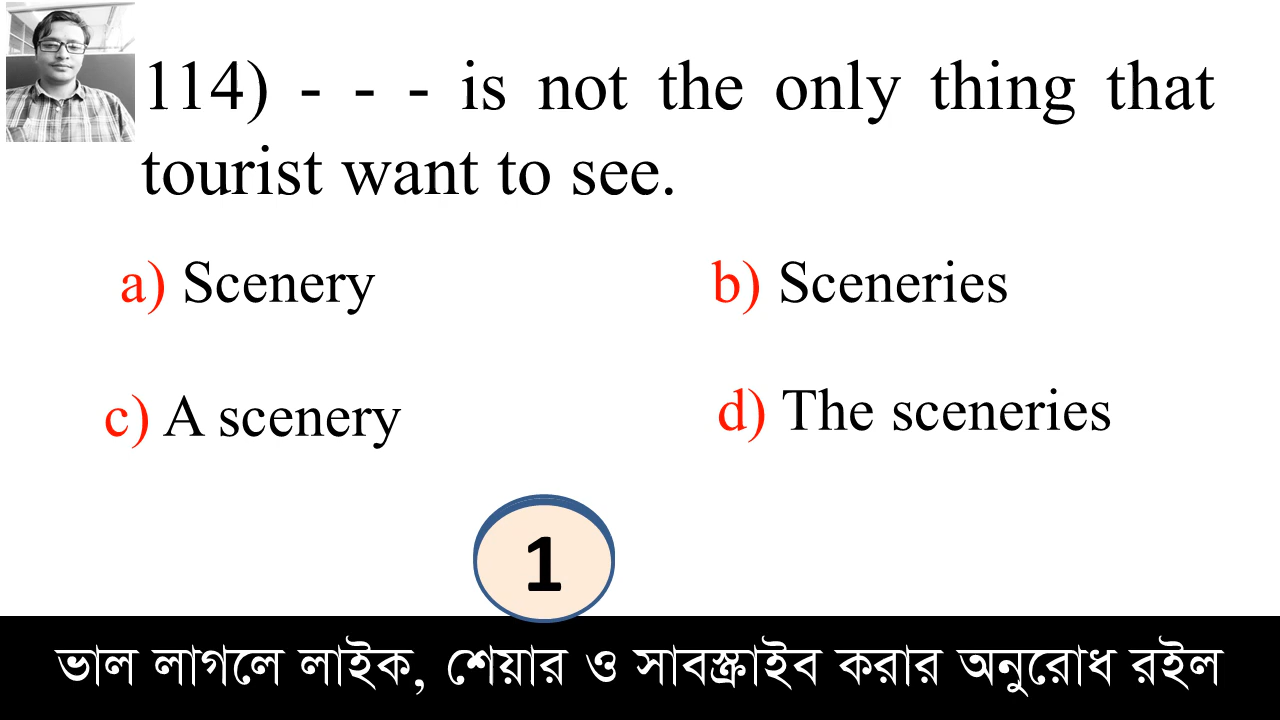 114) - - - is not the only thing that
tourist want to see.
a) Scenery
b) Sceneries
c) A scenery
d) The sceneries
1
ভাল লাগলে লাইক, শেয়ার ও সাবস্ক্রাইব করার অনুরোধ রইল